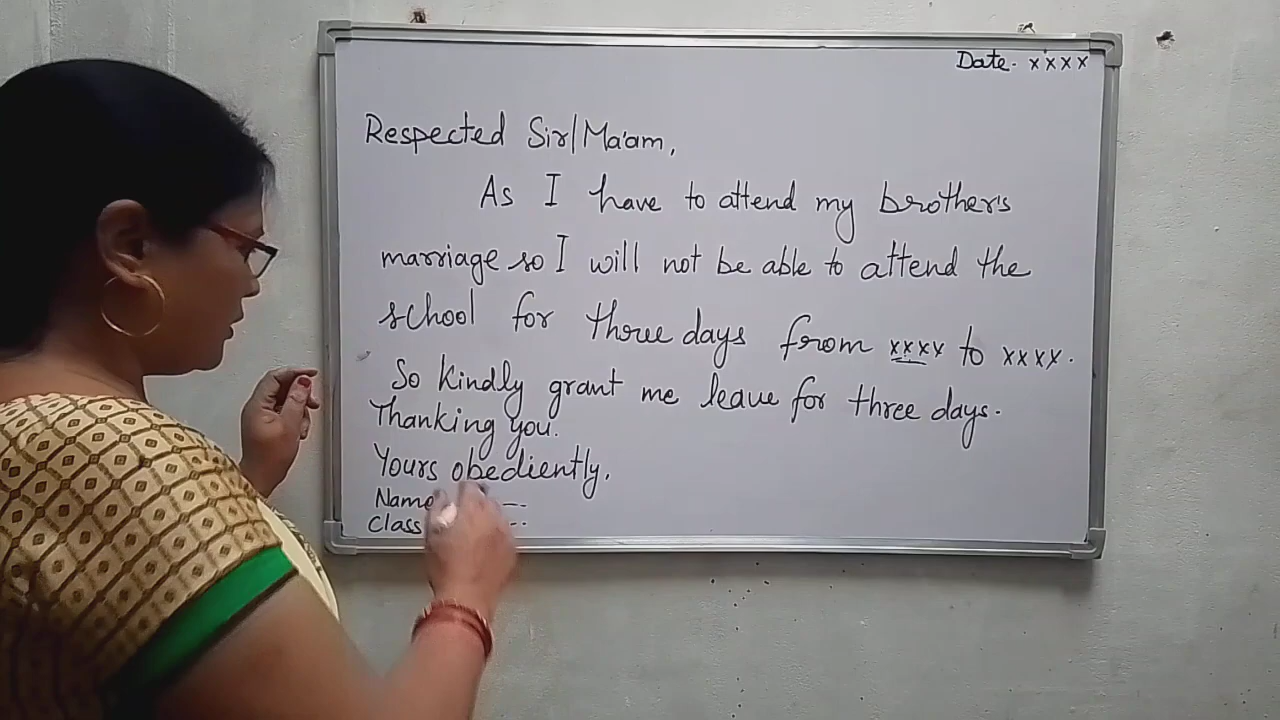 Date. xxxx
Respected Sir/Ma'am,
As I have to attend my brother's
marriage so I will not be able to attend the
school for three days from xxxx to xxxx.
So kindly grant me leave for three days.
Thanking you.
Yours obediently,
Name
Class